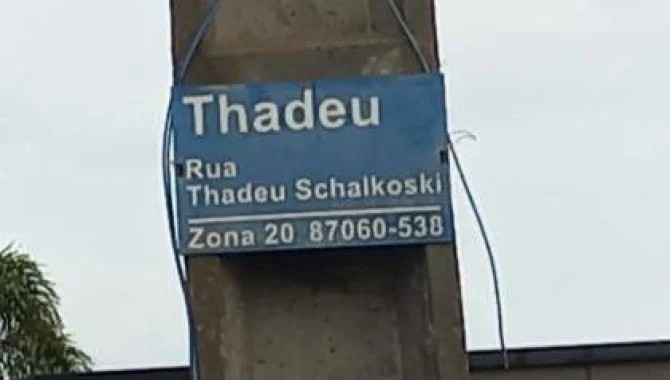 Thadeu
Rua
Thadeu Schalkoski
Zona 20 87060-538